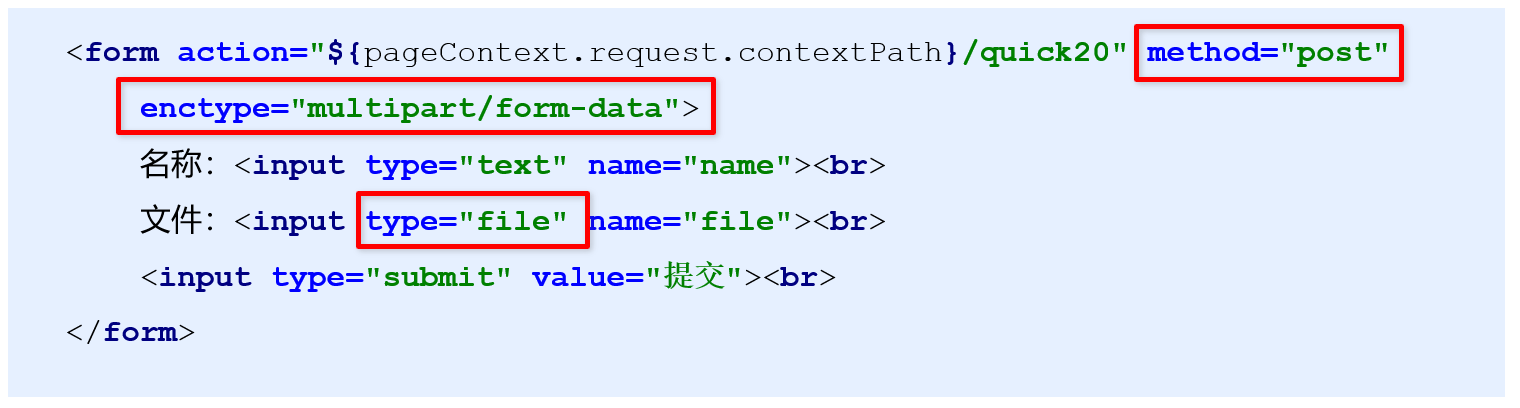 <form action="${pageContext.request.contextPath}/quick20" method="post"
enctype="multipart/form-data">
名称：<input type="text" name="name"><br>
文件：<input type="file" name="file"><br>
<input type="submit" value="提交"><br>
</form>